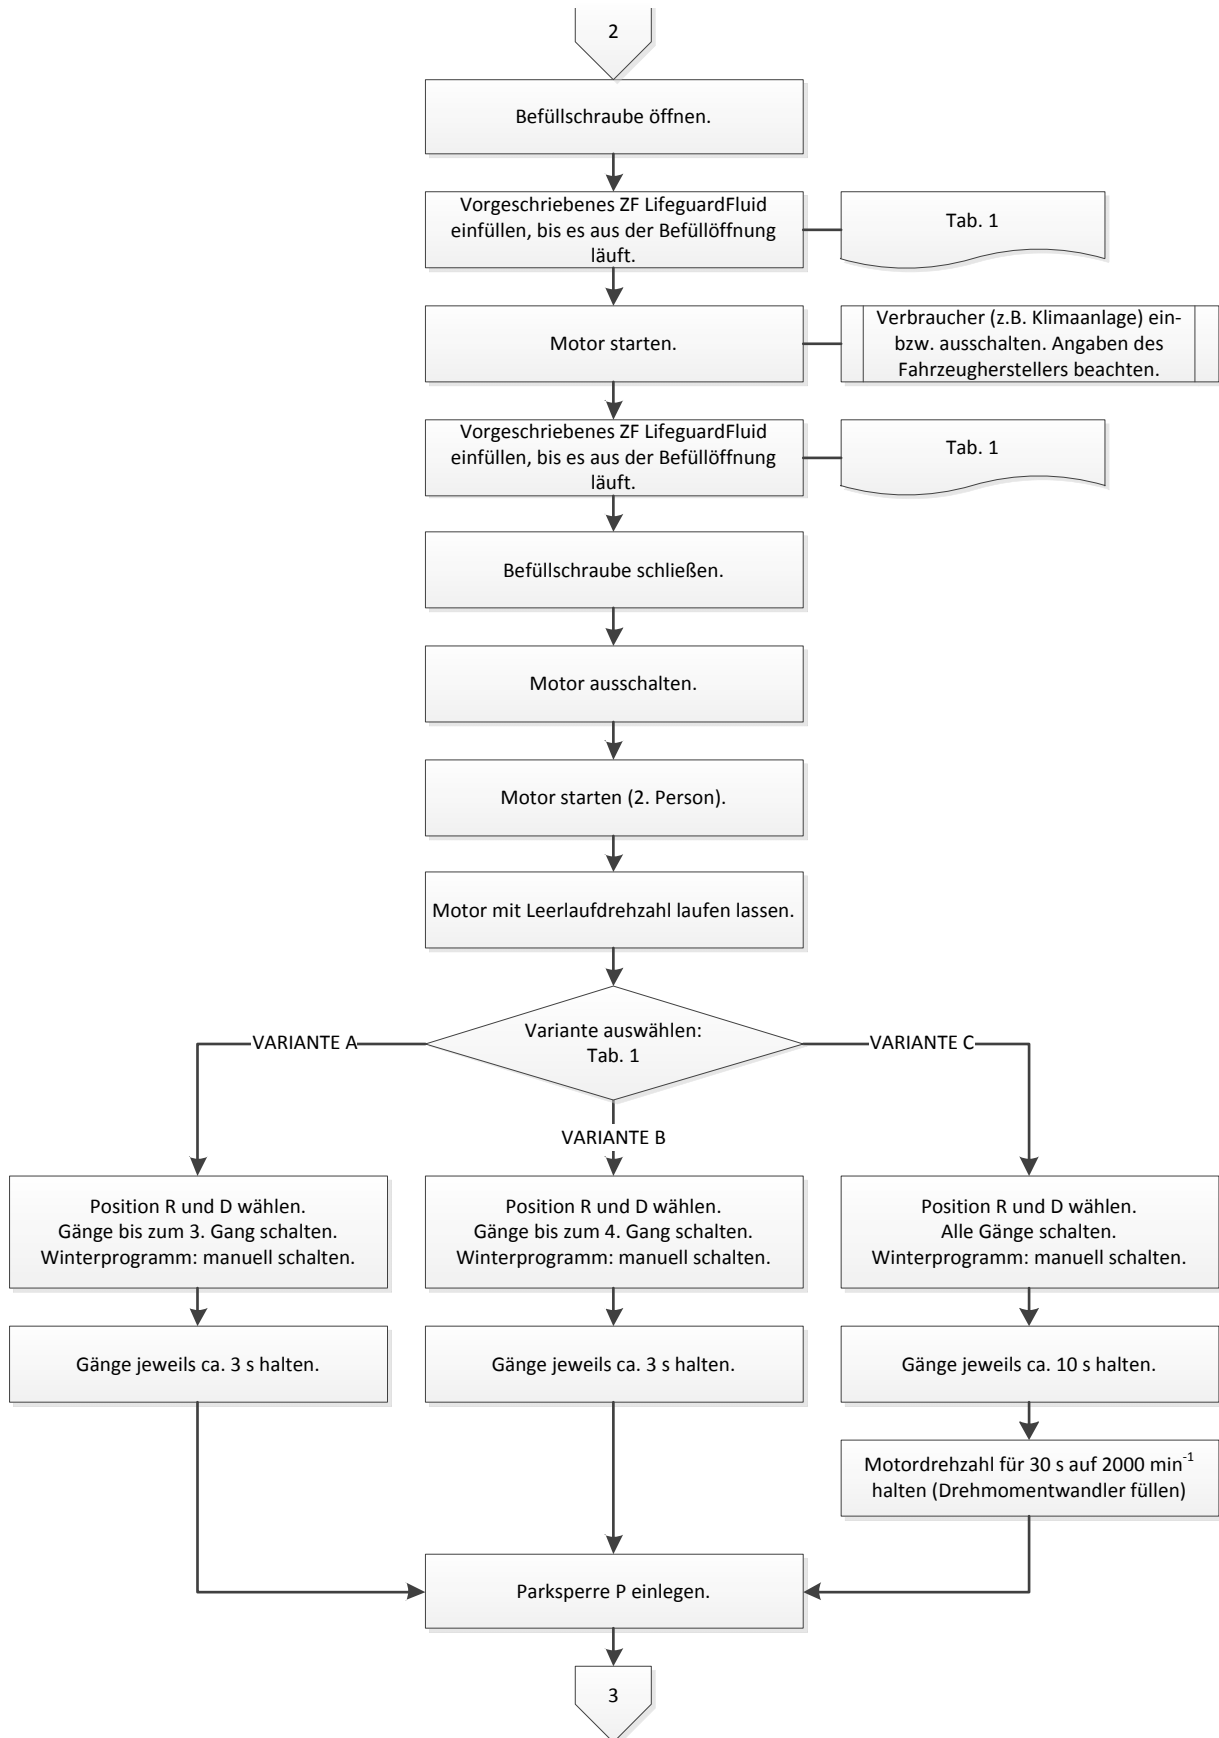 2
Befüllschraube öffnen.
Vorgeschriebenes ZF LifeguardFluid
einfüllen, bis es aus der Befüllöffnung
läuft.
Tab. 1
Motor starten.
Verbraucher (z.B. Klimaanlage) ein-
bzw. ausschalten. Angaben des
Fahrzeugherstellers beachten.
Vorgeschriebenes ZF LifeguardFluid
einfüllen, bis es aus der Befüllöffnung
läuft.
Tab. 1
Befüllschraube schließen.
Motor ausschalten.
Motor starten (2. Person).
Motor mit Leerlaufdrehzahl laufen lassen.
Variante auswählen:
Tab. 1
VARIANTE A
VARIANTE B
VARIANTE C
Position R und D wählen.
Gänge bis zum 3. Gang schalten.
Winterprogramm: manuell schalten.
Position R und D wählen.
Gänge bis zum 4. Gang schalten.
Winterprogramm: manuell schalten.
Position R und D wählen.
Alle Gänge schalten.
Winterprogramm: manuell schalten.
Gänge jeweils ca. 3 s halten.
Gänge jeweils ca. 3 s halten.
Gänge jeweils ca. 10 s halten.
Motordrehzahl für 30 s auf 2000 min⁻¹
halten (Drehmomentwandler füllen)
Parksperre P einlegen.
3